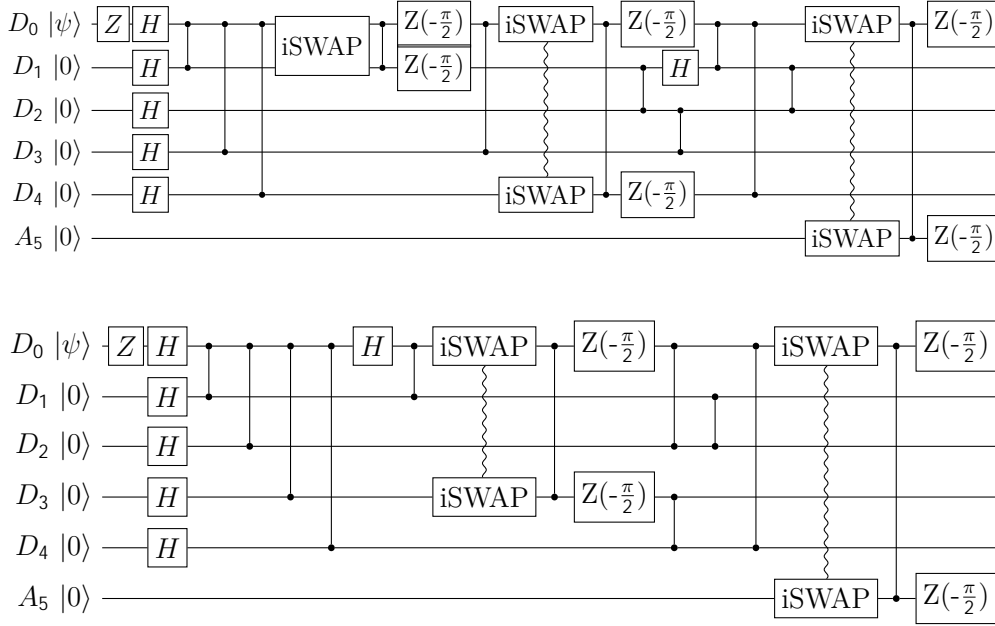 D₀ |ψ⟩ Z H iSWAP Z(-π/2) iSWAP Z(-π/2) iSWAP Z(-π/2)
D₁ |0⟩ H Z(-π/2) H
D₂ |0⟩ H
D₃ |0⟩ H
D₄ |0⟩ H iSWAP Z(-π/2)
A₅ |0⟩ iSWAP Z(-π/2)
D₀ |ψ⟩ Z H H iSWAP Z(-π/2) iSWAP Z(-π/2)
D₁ |0⟩ H
D₂ |0⟩ H
D₃ |0⟩ H iSWAP Z(-π/2)
D₄ |0⟩ H
A₅ |0⟩ iSWAP Z(-π/2)